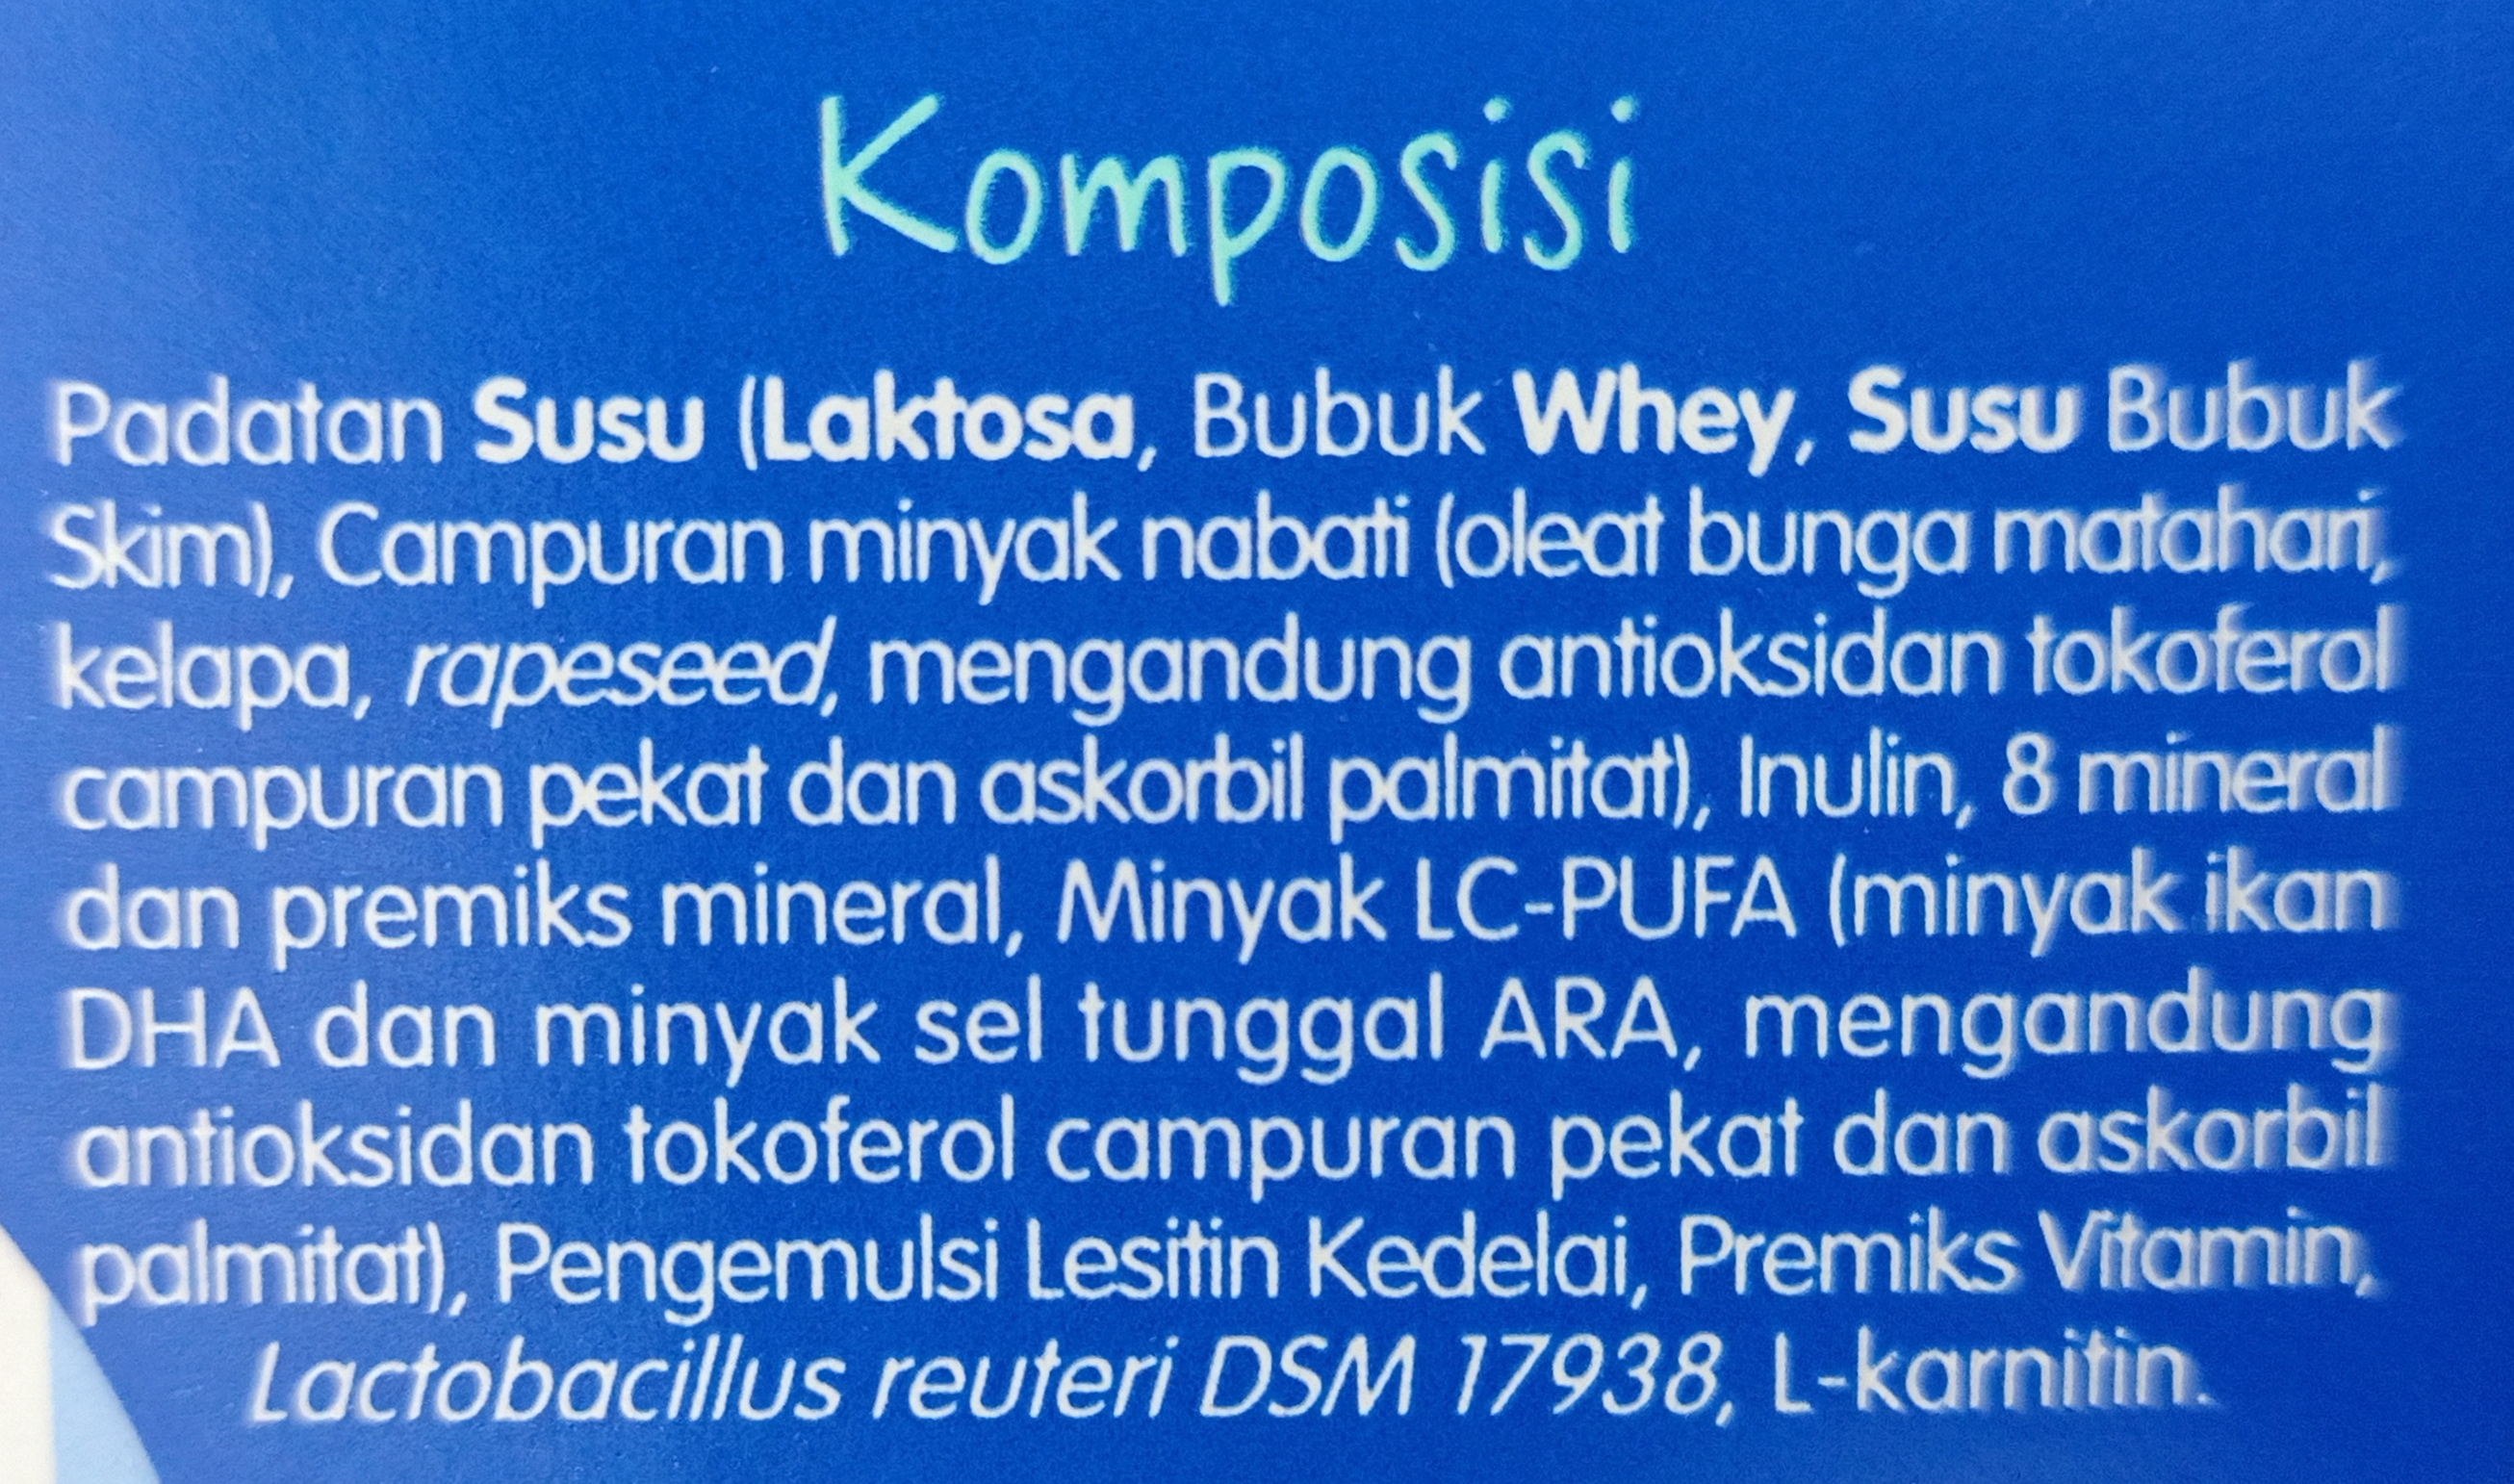 Komposisi
Padatan Susu (Laktosa, Bubuk Whey, Susu Bubuk
Skim), Campuran minyak nabati (oleat bunga matahari,
kelapa, rapeseed, mengandung antioksidan tokoferol
campuran pekat dan askorbil palmitat), Inulin, 8 mineral
dan premiks mineral, Minyak LC-PUFA (minyak ikan
DHA dan minyak sel tunggal ARA, mengandung
antioksidan tokoferol campuran pekat dan askorbil
palmitat), Pengemulsi Lesitin Kedelai, Premiks Vitamin,
Lactobacillus reuteri DSM 17938, L-karnitin.